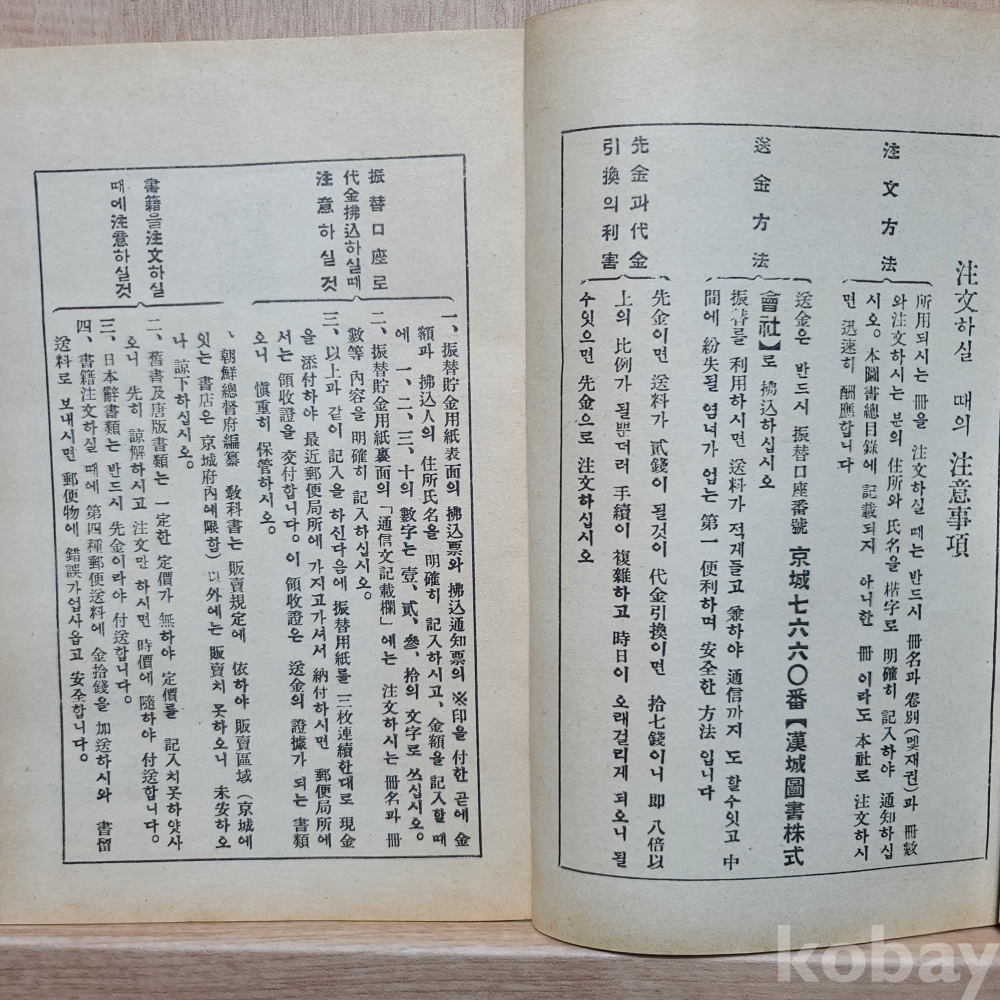 注文하실 때의 注意事項
注文方法
所用되시는 冊을 注文하실 때는 반드시 冊名과 卷別(몟재권)과 冊數
와 注文하시는 분의 住所와 氏名을 楷字로 明確히 記入하야 通知하십
시오。本圖書總目錄에 記載되지 아니한 冊이라도 本社로 注文하시
면 迅速히 酬應합니다
送金方法
送金은 반드시 振替口座番號 京城七六六〇番【漢城圖書株式
會社】로 拂込하십시오
振替를 利用하시면 送料가 적게들고 兼하야 通信까지 도 할수잇고 中
間에 紛失될 염녀가 업는 第一 便利하며 安全한 方法 입니다
先金과代金
引換의利害
先金이면 送料가 貳錢이 될것이 代金引換이면 拾七錢이니 即 八倍以
上의 比例가 될뿐더러 手續이 複雜하고 時日이 오래걸리게 되오니 될
수잇으면 先金으로 注文하십시오
振替口座로
代金拂込하실때
注意하실것
一、振替貯金用紙表面의 拂込票와 拂込通知票의 ※印을 付한 곧에 金
額과 拂込人의 住所氏名을 明確히 記入하시고、金額을 記入할때
에 一、二、三、十의 數字는 壹、貳、參、拾의 文字로 쓰십시오。
二、振替貯金用紙裏面의「通信文記載欄」에는 注文하시는 冊名과 冊
數等 內容을 明確히 記入하십시오。
三、以上과 같이 記入을 하신다음에 振替用紙를 三枚連續한대로 現金
을 添付하야 最近郵便局所에 가지고가셔서 納付하시면 郵便局所에
서는 領收證을 交付합니다。이 領收證은 送金의 證據가 되는 書類
오니 愼重히 保管하시오。
書籍을注文하실
때에注意하실것
、朝鮮總督府編纂 敎科書는 販賣規定에 依하야 販賣區域(京城에
잇는 書店은 京城府內에限함)以外에는 販賣치 못하오니 未安하오
나 諒下하십시오。
二、舊書及唐版書類는 一定한 定價가 無하야 定價를 記入치못하얏사
오니 先히 諒解하시고 注文만 하시면 時價에 隨하야 付送합니다。
三、日本辭書類는 반드시 先金이라야 付送합니다。
四、書籍注文하실 때에 第四種郵便送料에 金拾錢을 加送하시와 書留
送料로 보내시면 郵便物에 錯誤가업사옵고 安全합니다。
kobay